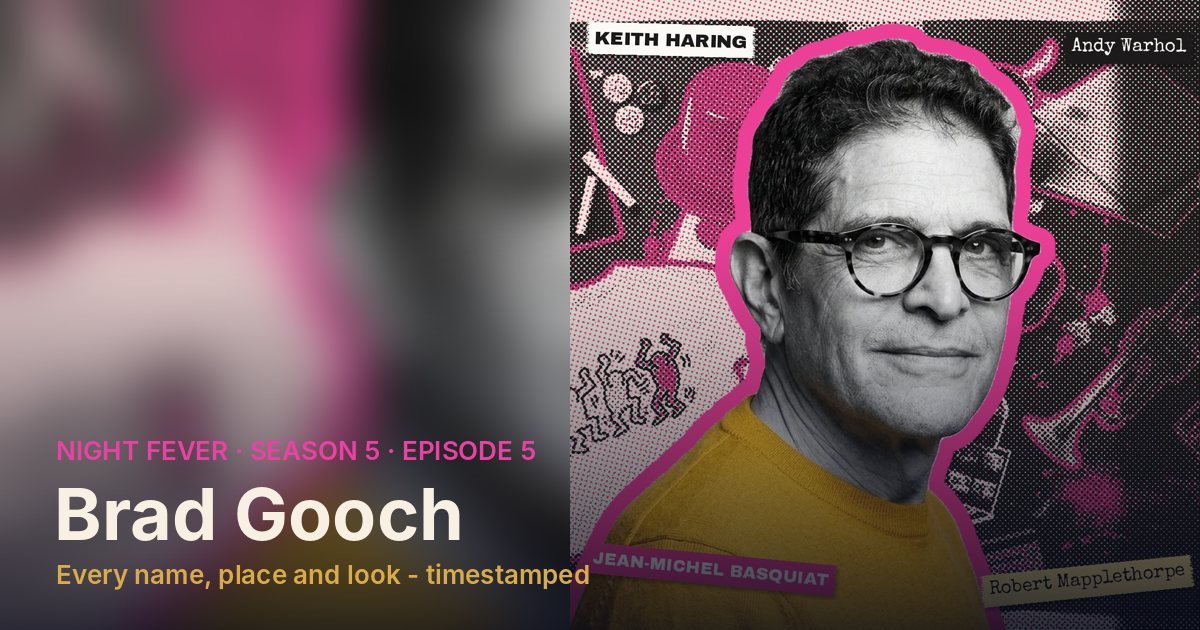 KEITH HARING
Andy Warhol
NIGHT FEVER · SEASON 5 · EPISODE 5
Brad Gooch
Every name, place and look - timestamped
JEAN-MICHEL BASQUIAT
Robert Mapplethorpe